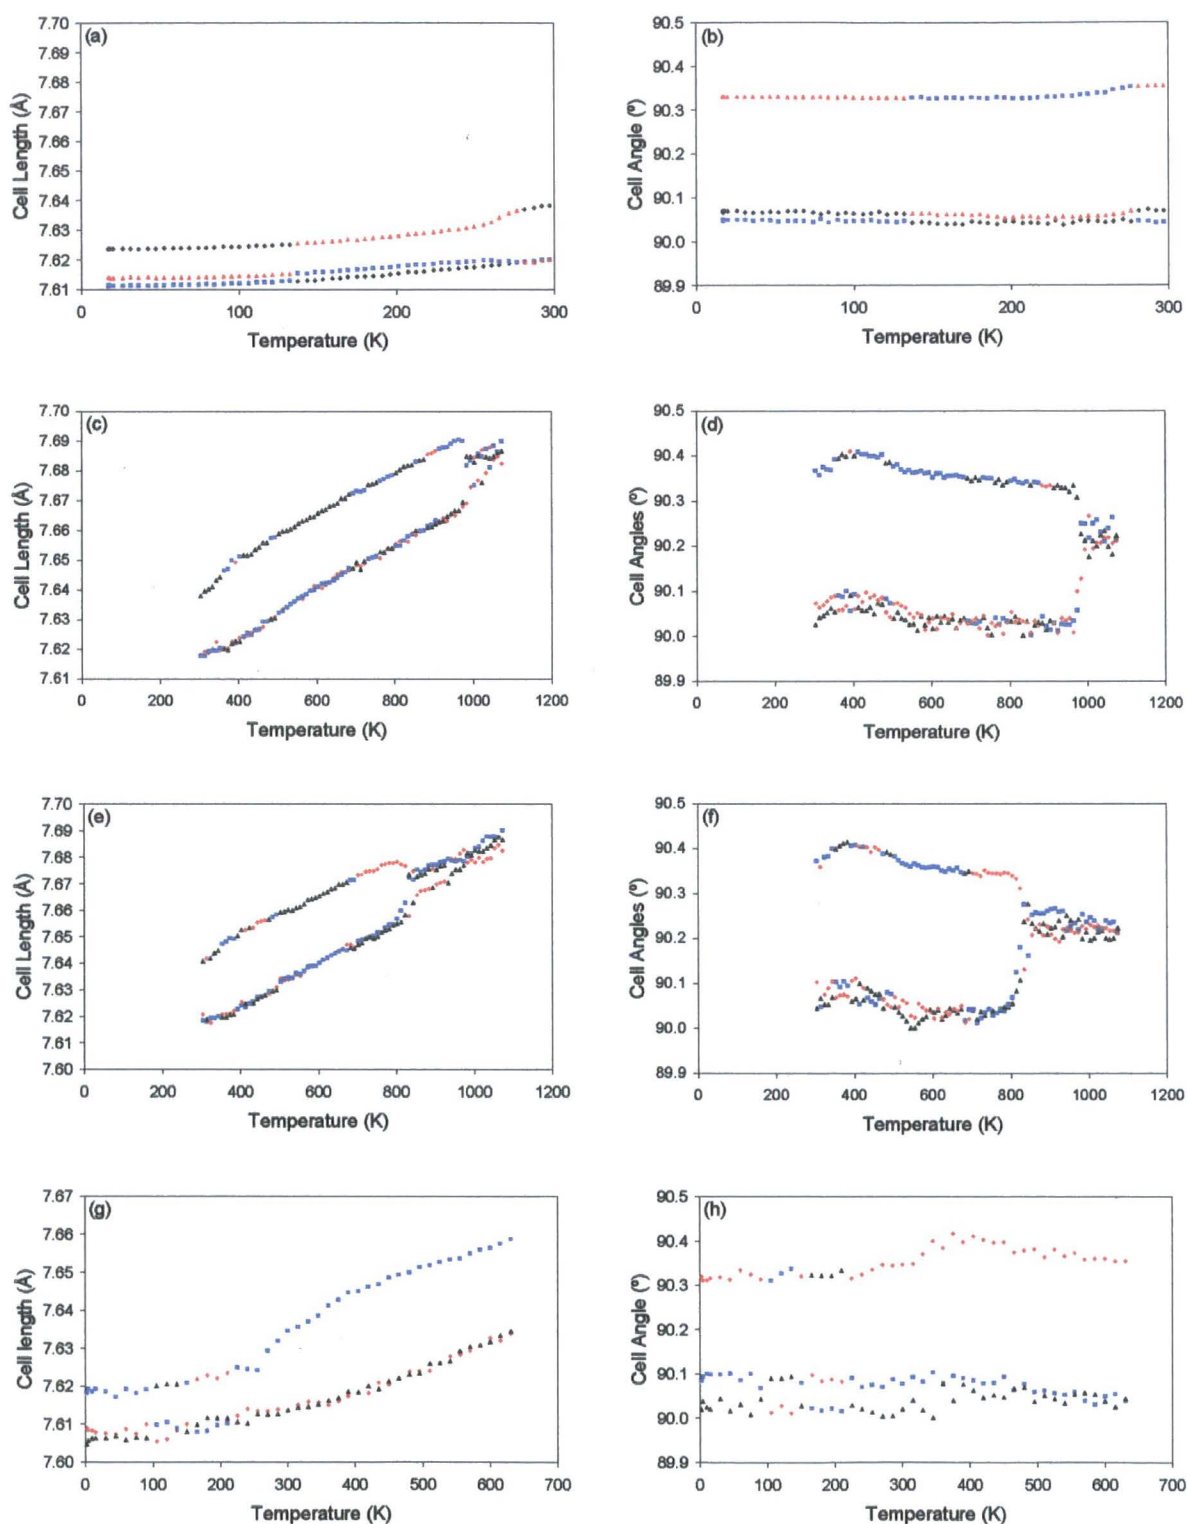 (a)
7.70
7.69
7.68
7.67
7.66
7.65
7.64
7.63
7.62
7.61
Cell Length (Å)
0 100 200 300
Temperature (K)
(b)
90.5
90.4
90.3
90.2
90.1
90.0
89.9
Cell Angle (º)
0 100 200 300
Temperature (K)
(c)
7.70
7.69
7.68
7.67
7.66
7.65
7.64
7.63
7.62
7.61
Cell Length (Å)
0 200 400 600 800 1000 1200
Temperature (K)
(d)
90.5
90.4
90.3
90.2
90.1
90.0
89.9
Cell Angles (º)
0 200 400 600 800 1000 1200
Temperature (K)
(e)
7.70
7.69
7.68
7.67
7.66
7.65
7.64
7.63
7.62
7.61
7.60
Cell Length (Å)
0 200 400 600 800 1000 1200
Temperature (K)
(f)
90.5
90.4
90.3
90.2
90.1
90.0
89.9
Cell Angles (º)
0 200 400 600 800 1000 1200
Temperature (K)
(g)
7.67
7.66
7.65
7.64
7.63
7.62
7.61
7.60
Cell length (Å)
0 100 200 300 400 500 600 700
Temperature (K)
(h)
90.5
90.4
90.3
90.2
90.1
90.0
89.9
Cell Angle (º)
0 100 200 300 400 500 600 700
Temperature (K)